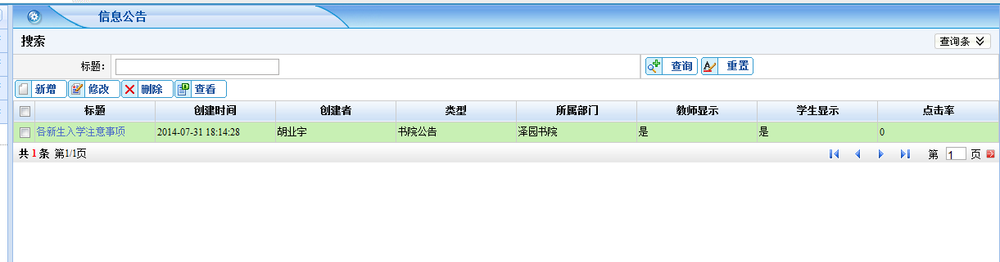 信息公告
搜索 查询条
标题： 查询 重置
新增 修改 删除 查看
标题 创建时间 创建者 类型 所属部门 教师显示 学生显示 点击率
各新生入学注意事项 2014-07-31 18:14:28 胡业宇 书院公告 泽园书院 是 是 0
共 1 条 第1/1页 第 1 页